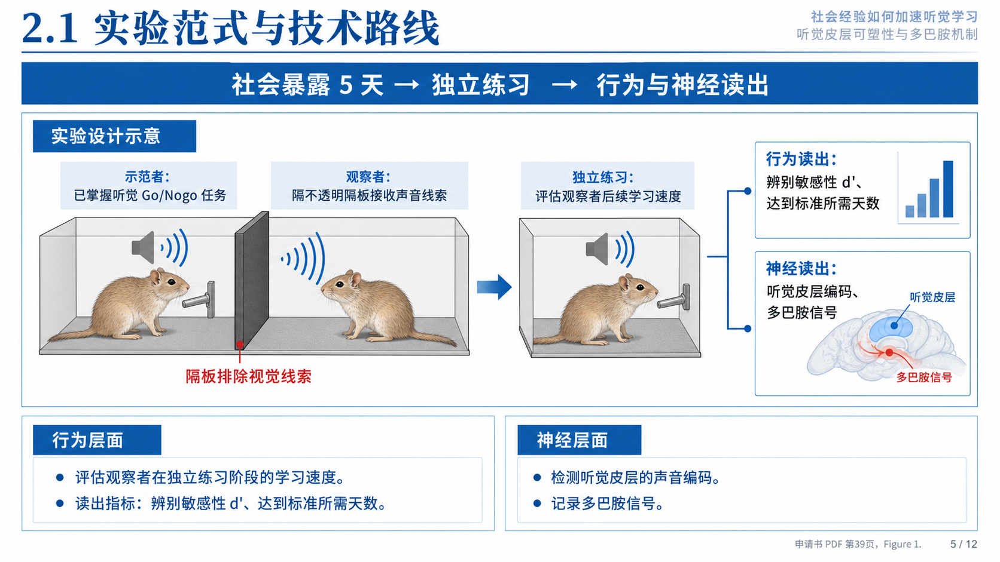 2.1 实验范式与技术路线
社会经验如何加速听觉学习
听觉皮层可塑性与多巴胺机制
社会暴露 5 天 → 独立练习 → 行为与神经读出
实验设计示意
示范者：
已掌握听觉 Go/Nogo 任务
观察者：
隔不透明隔板接收声音线索
独立练习：
评估观察者后续学习速度
隔板排除视觉线索
行为读出：
辨别敏感性 d'、
达到标准所需天数
神经读出：
听觉皮层编码、
多巴胺信号
听觉皮层
多巴胺信号
行为层面
● 评估观察者在独立练习阶段的学习速度。
● 读出指标：辨别敏感性 d'、达到标准所需天数。
神经层面
● 检测听觉皮层的声音编码。
● 记录多巴胺信号。
申请书 PDF 第39页，Figure 1.
5 / 12